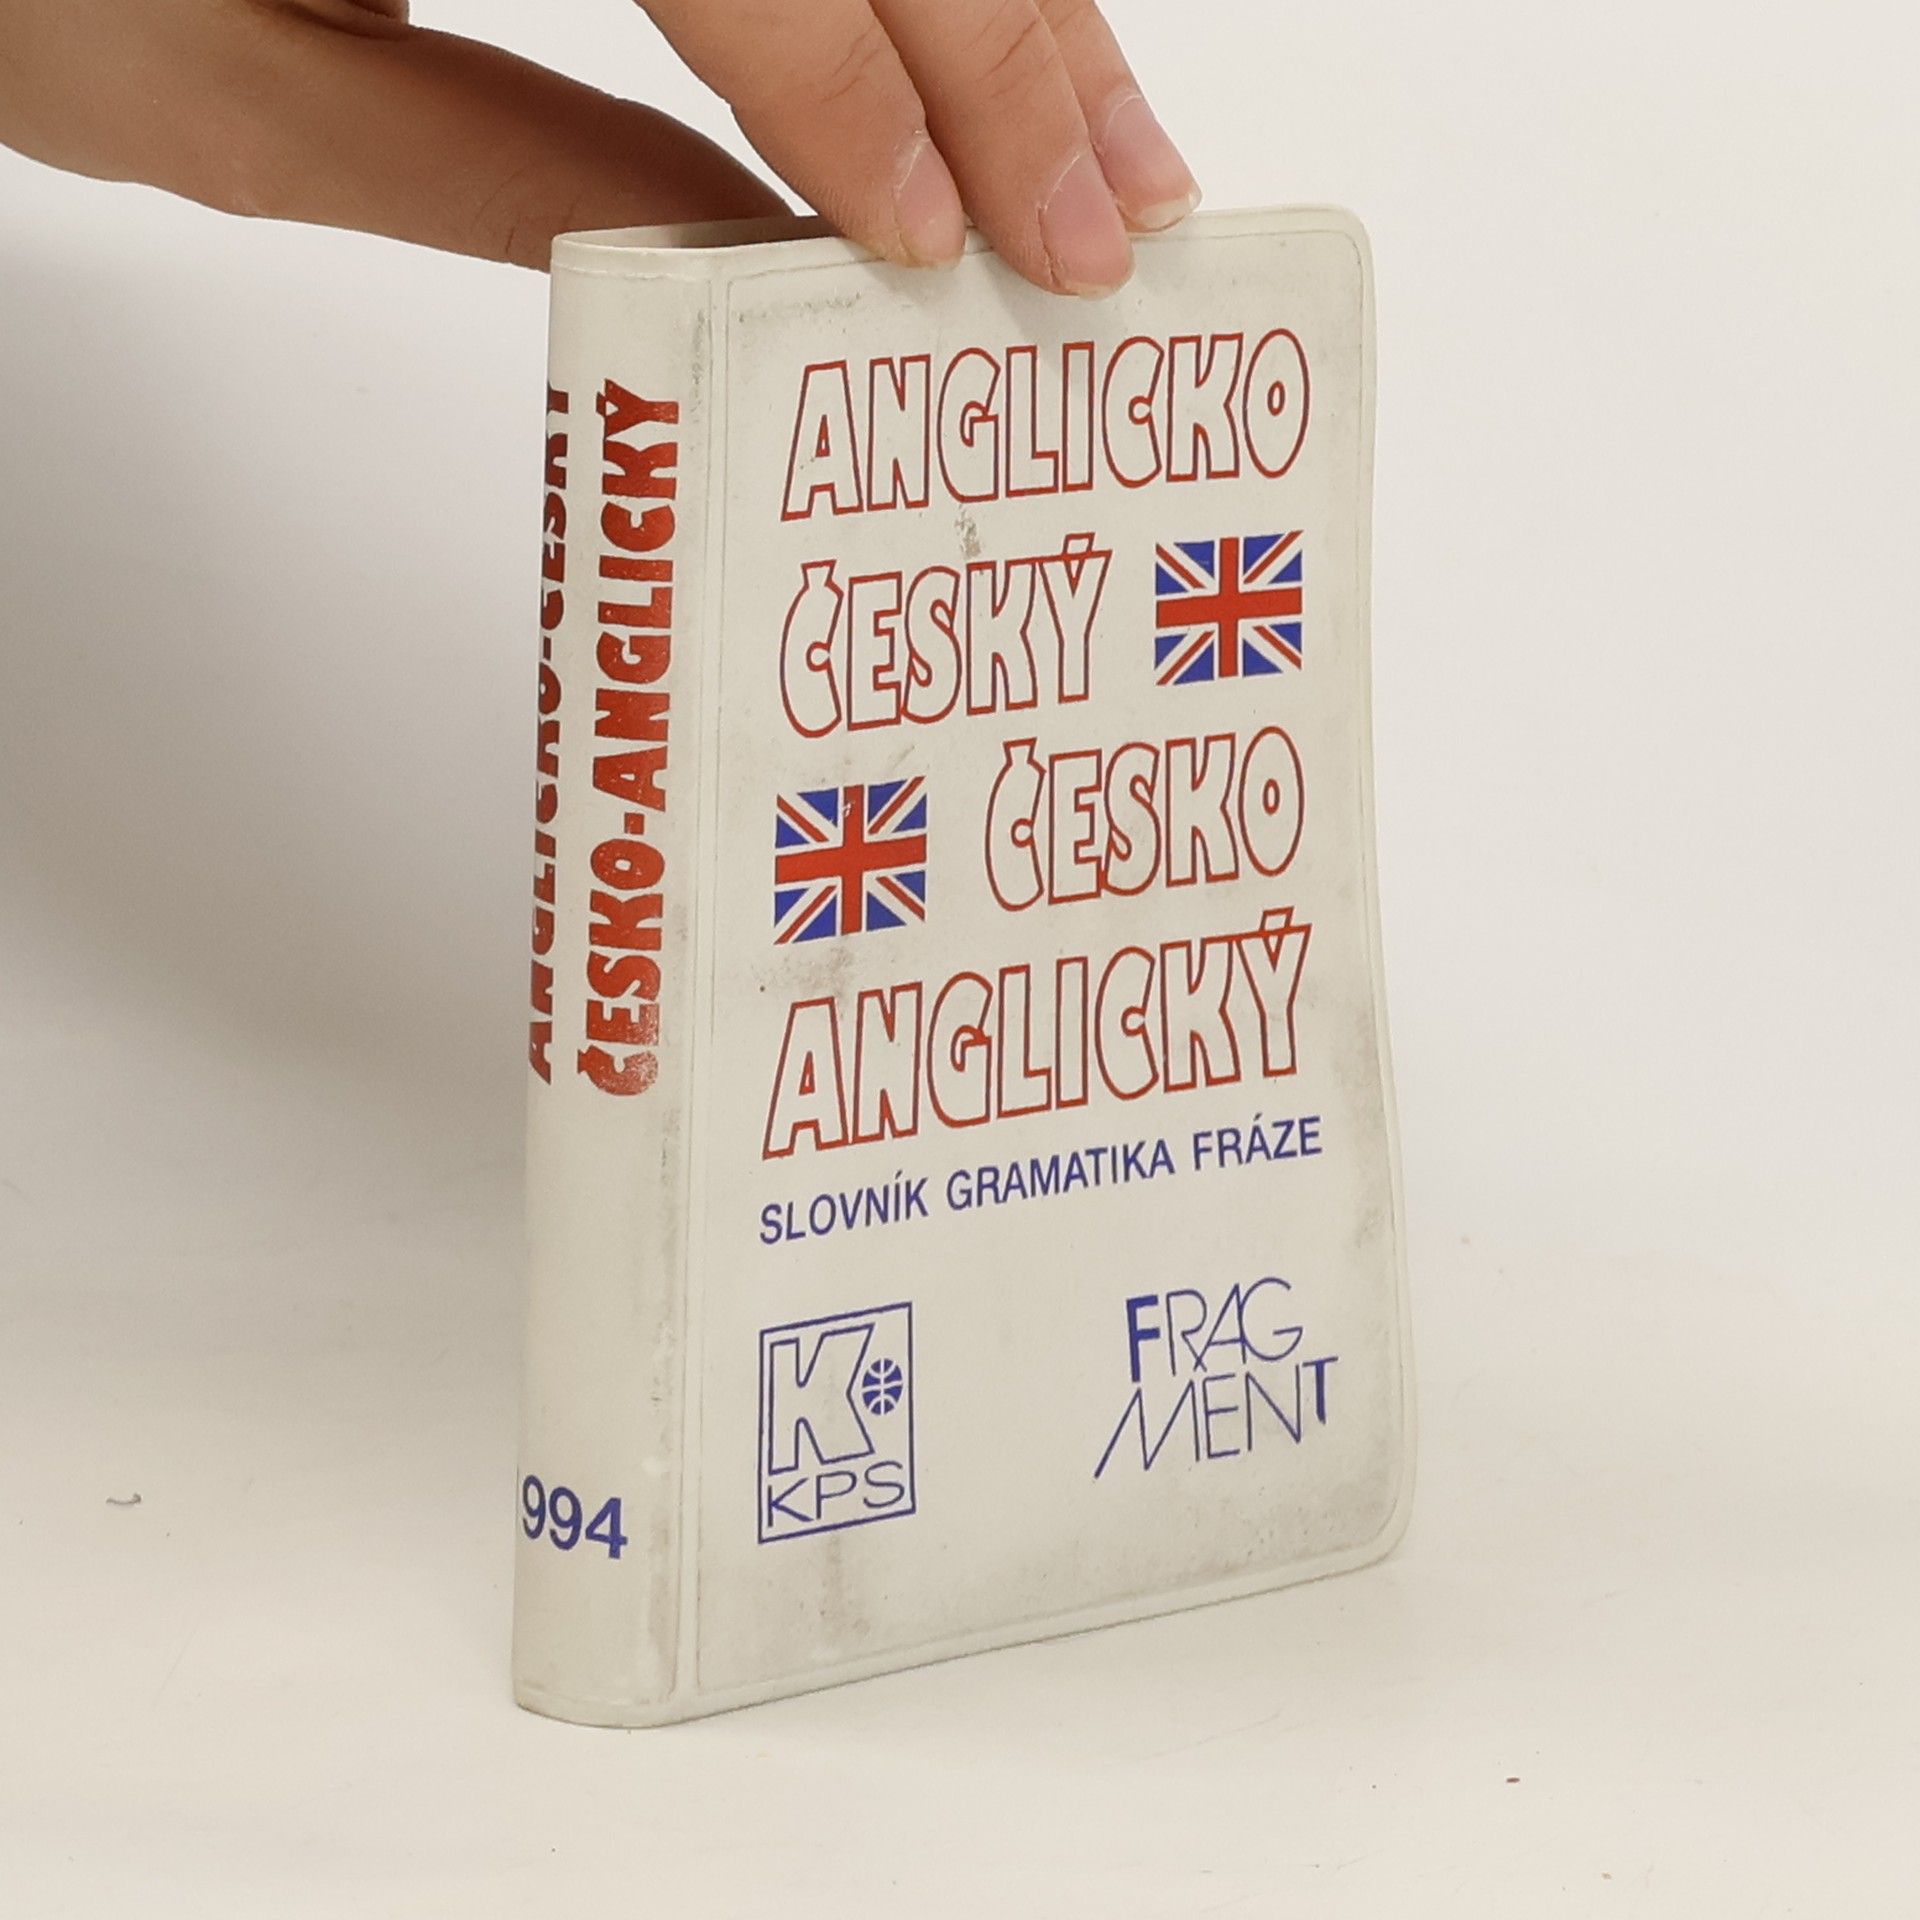 ANGLICKO-ČESKÝ
ČESKO-ANGLICKÝ
994
ANGLICKO
ČESKÝ
ČESKO
ANGLICKÝ
SLOVNÍK GRAMATIKA FRÁZE
K
KPS
FRAG
MENT